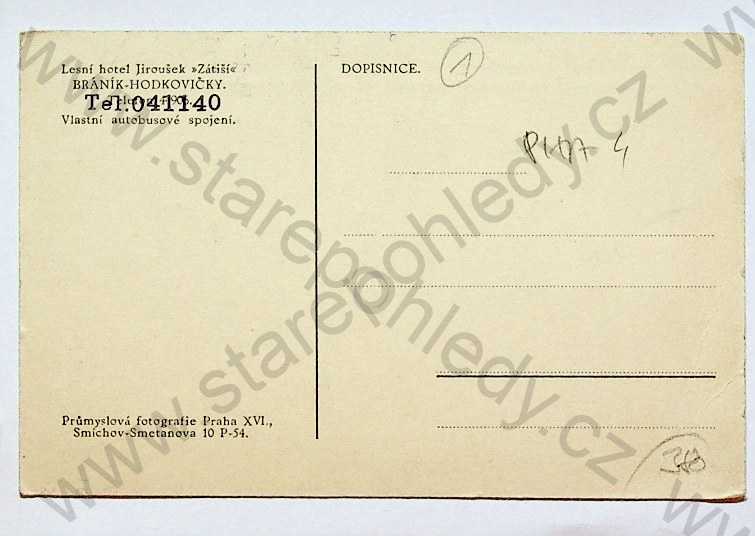 Lesní hotel Jiroušek »Zátiší«
BRÁNÍK-HODKOVIČKY.
Tel.041140
Vlastní autobusové spojení.
DOPISNICE.
1
4
www.starepohledy.cz
www.starepohledy.cz
Průmyslová fotografie Praha XVI.,
Smíchov-Smetanova 10 P-54.